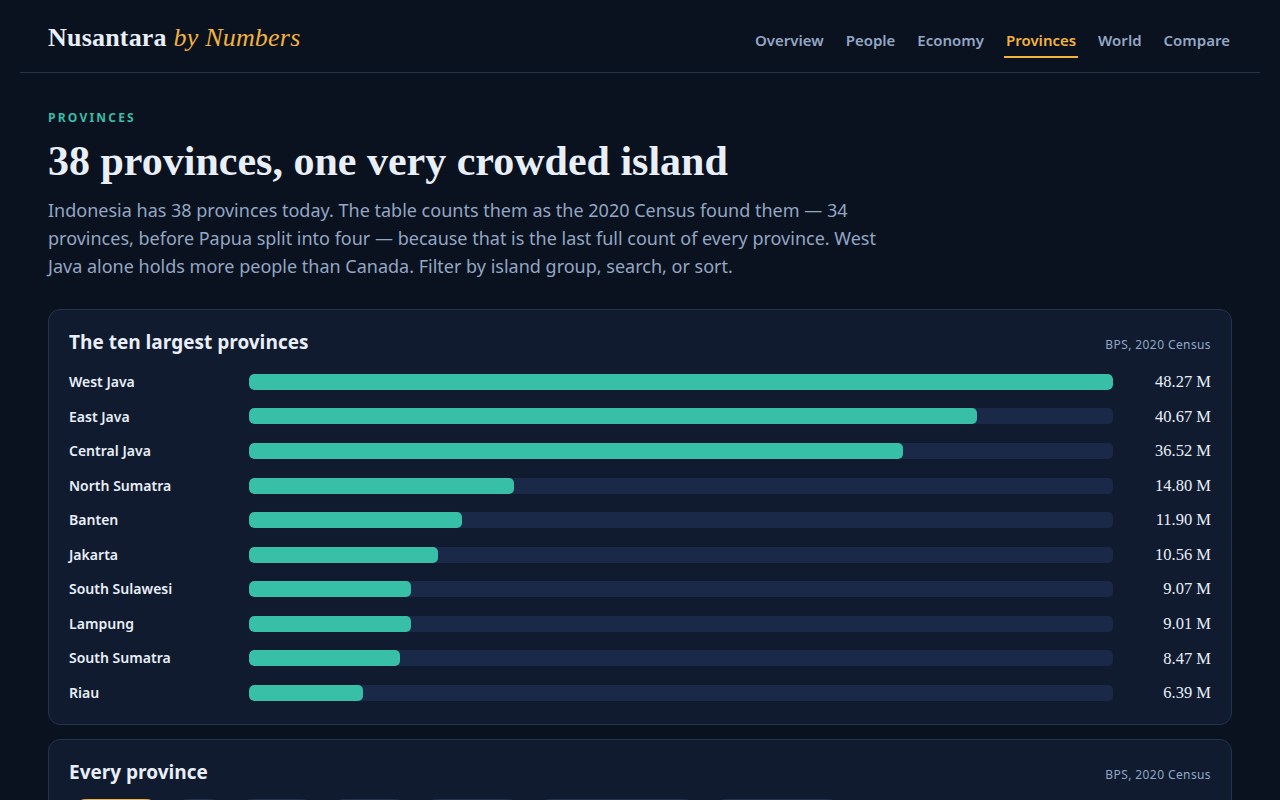 Nusantara by Numbers
Overview People Economy Provinces World Compare
PROVINCES
38 provinces, one very crowded island
Indonesia has 38 provinces today. The table counts them as the 2020 Census found them — 34
provinces, before Papua split into four — because that is the last full count of every province. West
Java alone holds more people than Canada. Filter by island group, search, or sort.
The ten largest provinces
BPS, 2020 Census
West Java 48.27 M
East Java 40.67 M
Central Java 36.52 M
North Sumatra 14.80 M
Banten 11.90 M
Jakarta 10.56 M
South Sulawesi 9.07 M
Lampung 9.01 M
South Sumatra 8.47 M
Riau 6.39 M
Every province
BPS, 2020 Census